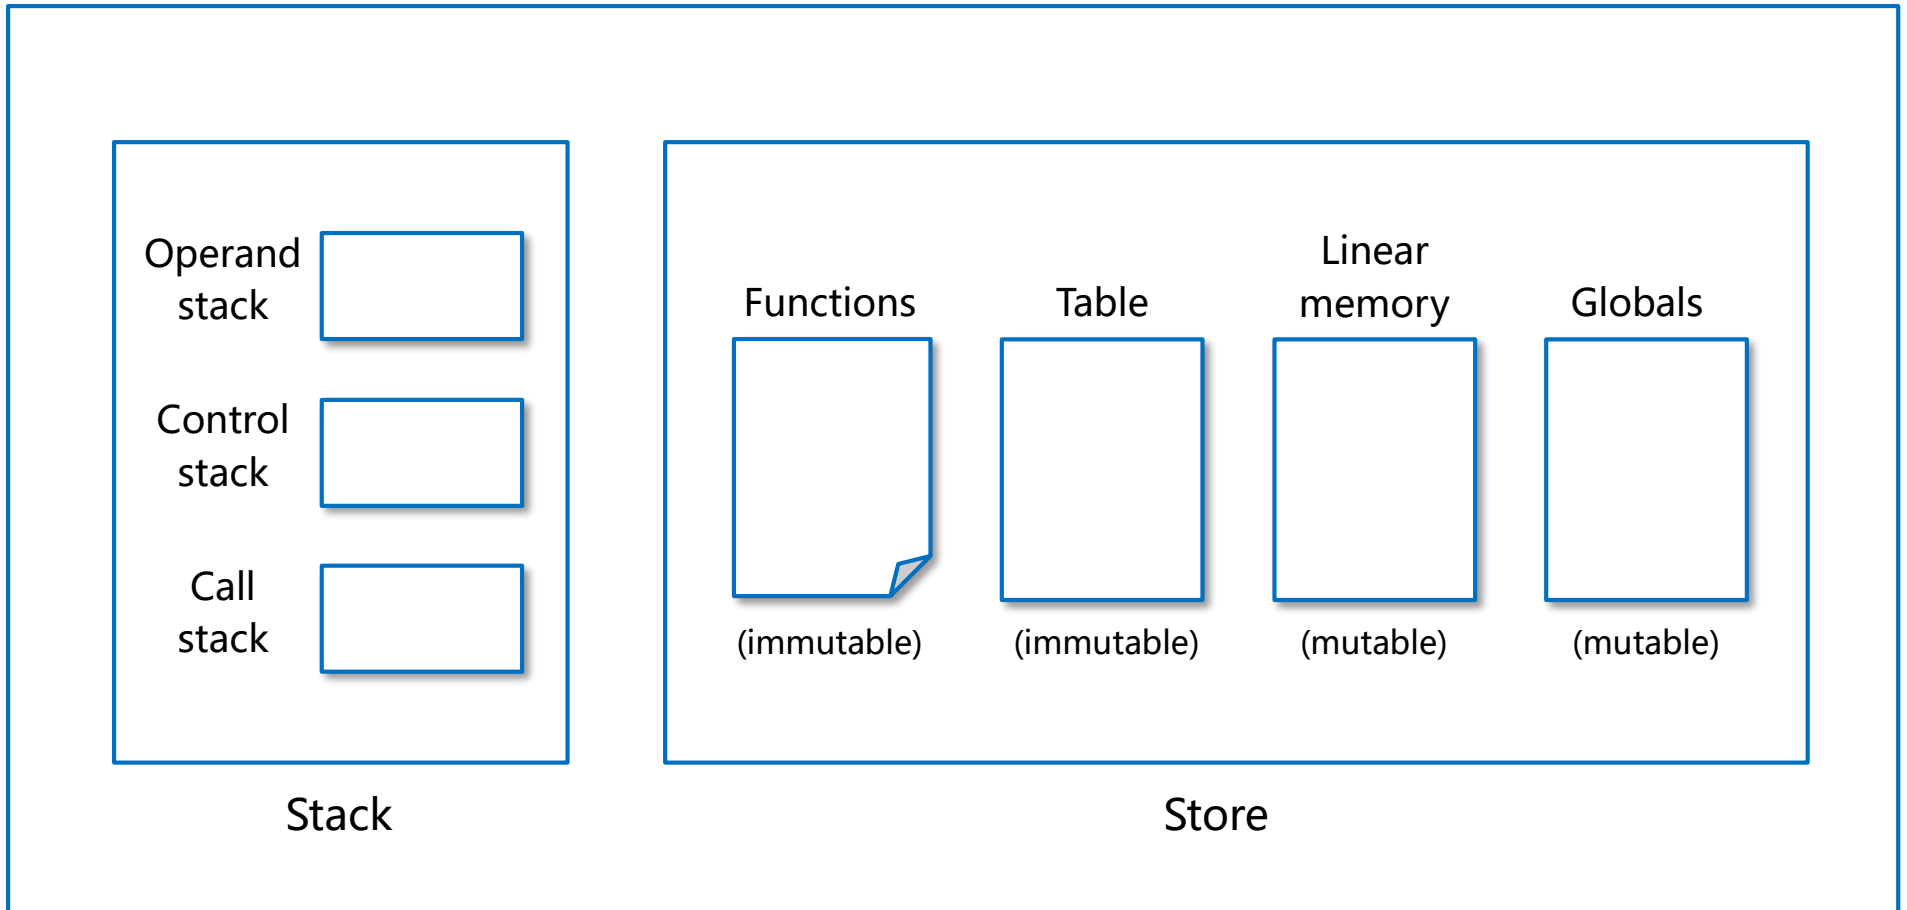 Operand
stack
Control
stack
Call
stack
Stack
Functions
(immutable)
Table
(immutable)
Linear
memory
(mutable)
Globals
(mutable)
Store